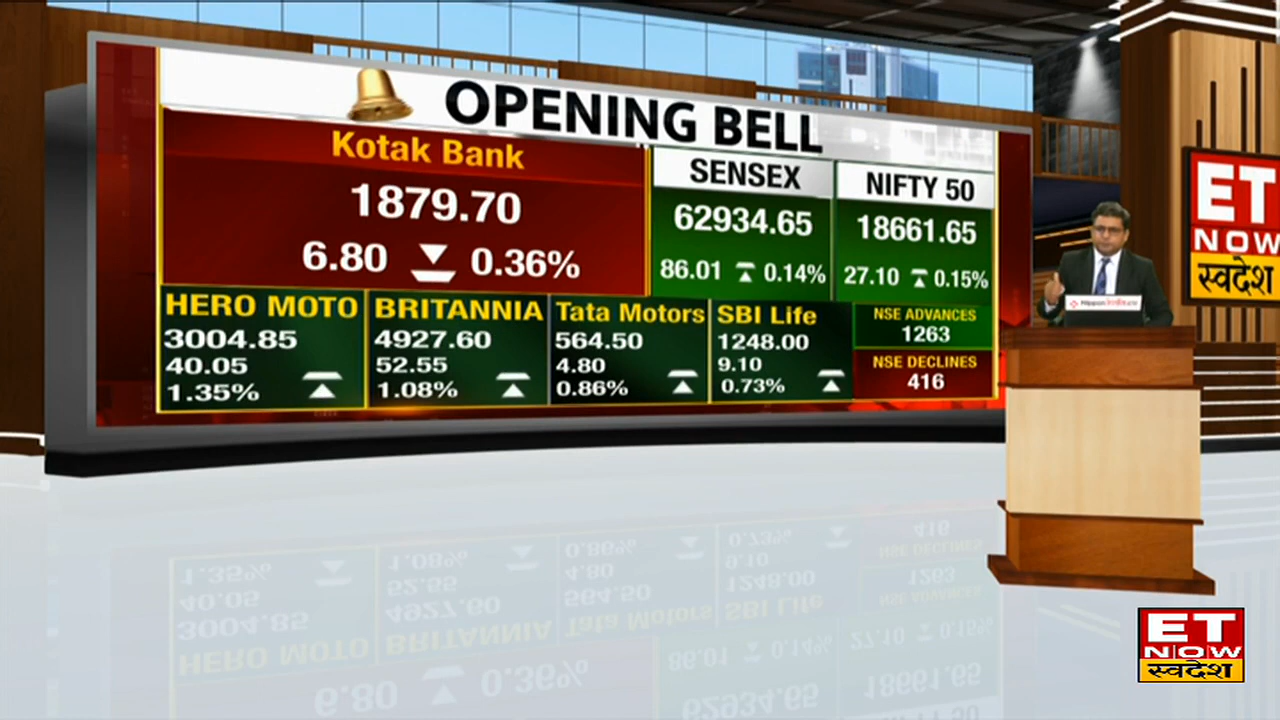 OPENING BELL
Kotak Bank
1879.70
6.80 0.36%
SENSEX
62934.65
86.01 0.14%
NIFTY 50
18661.65
27.10 0.15%
HERO MOTO
3004.85
40.05
1.35%
BRITANNIA
4927.60
52.55
1.08%
Tata Motors
564.50
4.80
0.86%
SBI Life
1248.00
9.10
0.73%
NSE ADVANCES
1263
NSE DECLINES
416
ET
NOW
स्वदेश
ET
NOW
स्वदेश